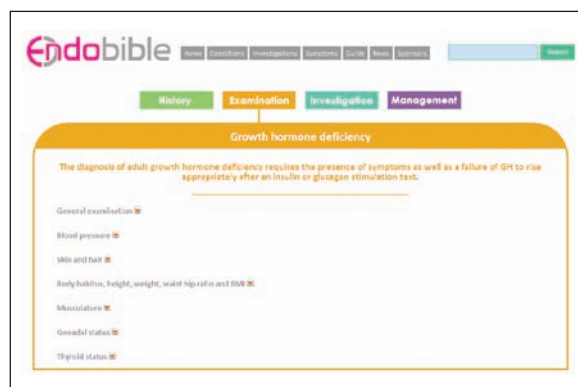 Endobible
Home Conditions Investigations Symptoms Guide News Sponsors Search
History Examination Investigation Management
Growth hormone deficiency
The diagnosis of adult growth hormone deficiency requires the presence of symptoms as well as a failure of GH to rise
appropriately after an insulin or glucagon stimulation test.
General examination
Blood pressure
Skin and hair
Body habitus, height, weight, waist hip ratio and BMI
Musculature
Gonadal status
Thyroid status